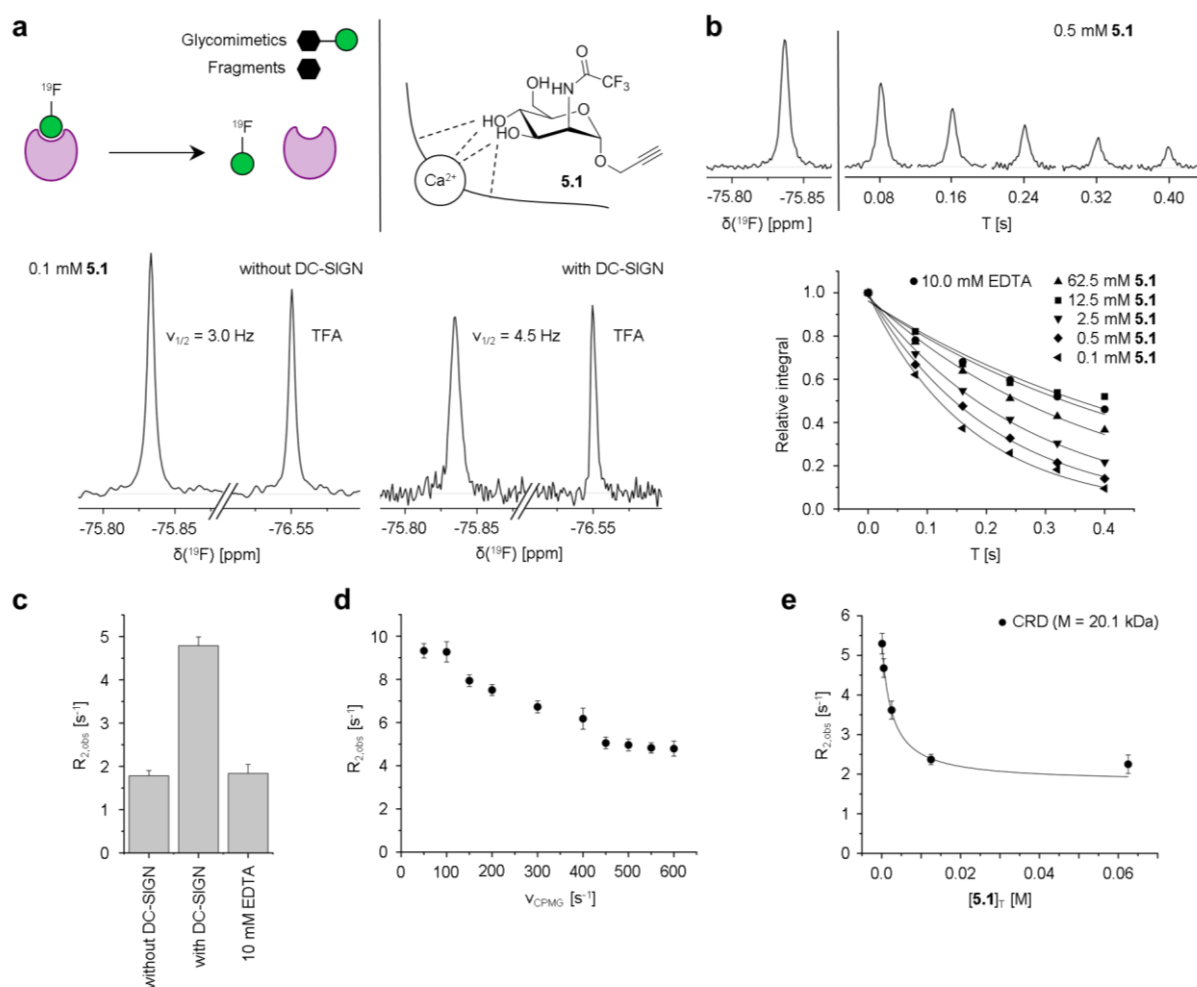 a
Glycomimetics
Fragments
¹⁹F
¹⁹F
O
OH
HN
CF₃
HO
HO
O
O
Ca²⁺
5.1
0.1 mM 5.1
without DC-SIGN
with DC-SIGN
ν₁/₂ = 3.0 Hz
TFA
ν₁/₂ = 4.5 Hz
TFA
-75.80 -75.85 -76.55
-75.80 -75.85 -76.55
δ(¹⁹F) [ppm]
δ(¹⁹F) [ppm]
b
0.5 mM 5.1
-75.80 -75.85
0.08 0.16 0.24 0.32 0.40
δ(¹⁹F) [ppm]
T [s]
10.0 mM EDTA
62.5 mM 5.1
12.5 mM 5.1
2.5 mM 5.1
0.5 mM 5.1
0.1 mM 5.1
Relative integral
1.0
0.8
0.6
0.4
0.2
0.0
0.0 0.1 0.2 0.3 0.4
T [s]
c
R₂,obs [s⁻¹]
5
4
3
2
1
0
without DC-SIGN
with DC-SIGN
10 mM EDTA
d
R₂,obs [s⁻¹]
10
8
6
4
2
0
0 100 200 300 400 500 600
νCPMG [s⁻¹]
e
CRD (M = 20.1 kDa)
R₂,obs [s⁻¹]
6
5
4
3
2
1
0
0.0 0.02 0.04 0.06
[5.1]T [M]